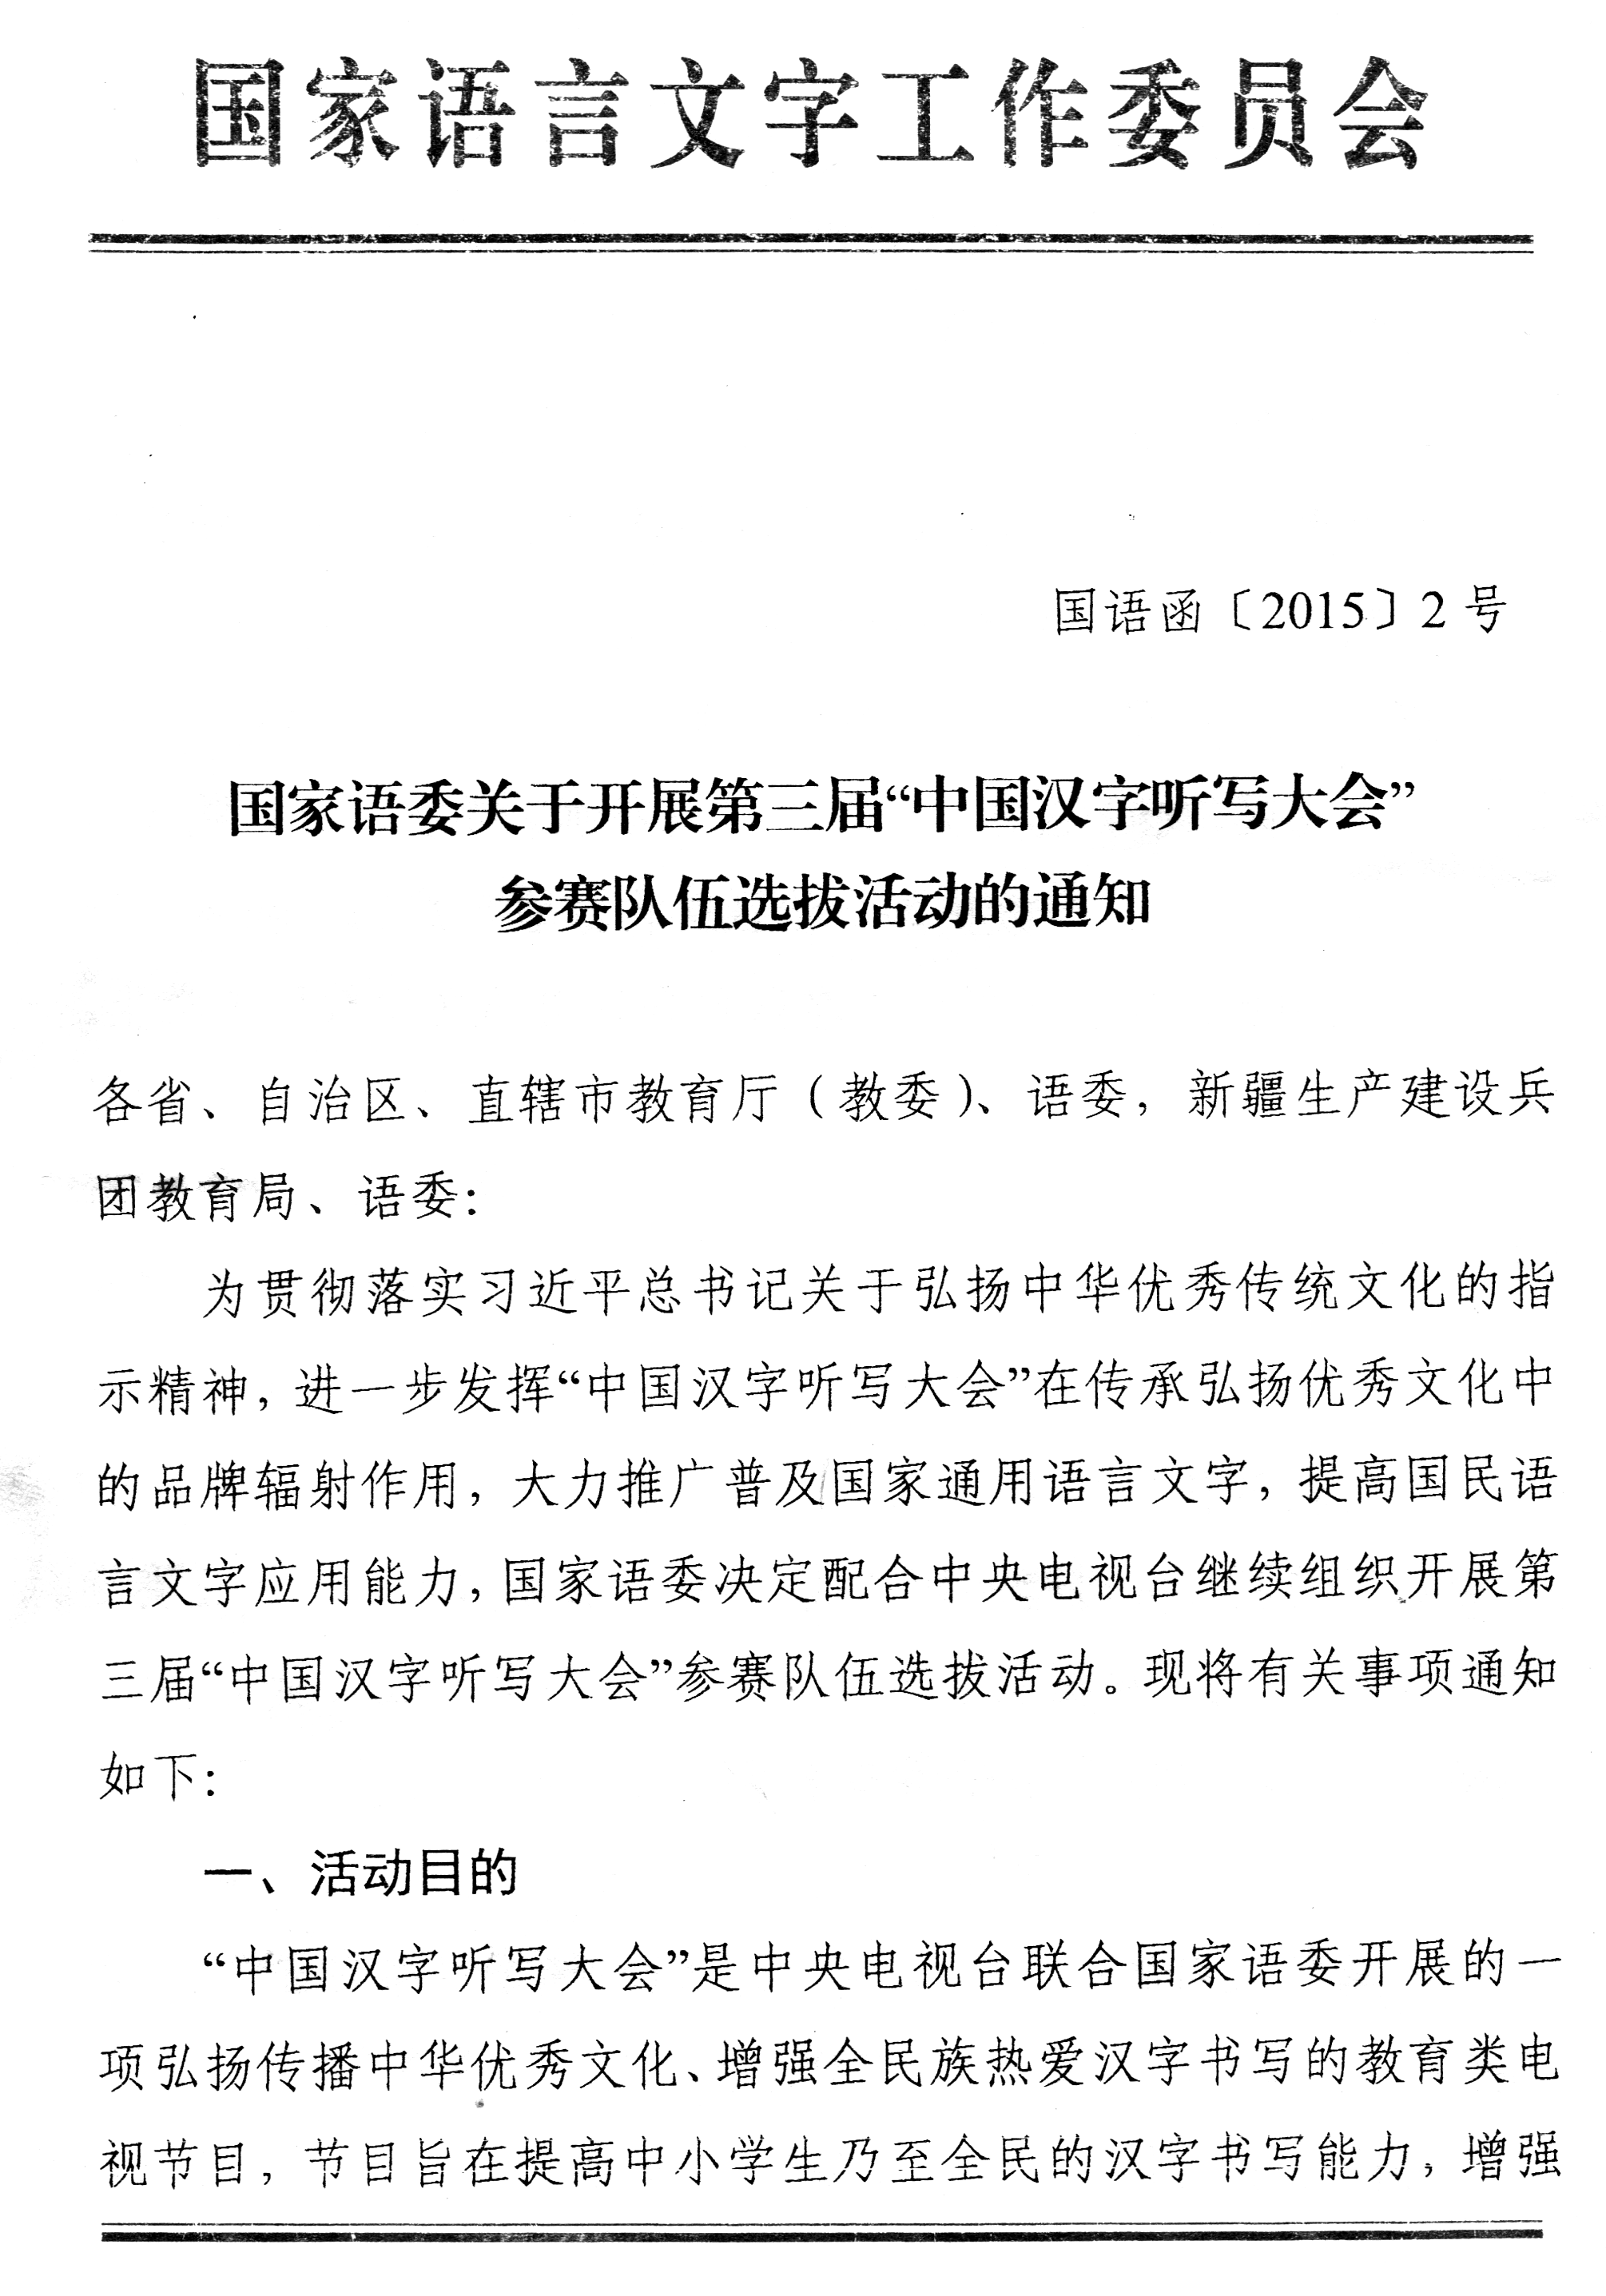 国家语言文字工作委员会
国语函〔2015〕2号
国家语委关于开展第三届“中国汉字听写大会”
参赛队伍选拔活动的通知
各省、自治区、直辖市教育厅（教委）、语委，新疆生产建设兵
团教育局、语委：
为贯彻落实习近平总书记关于弘扬中华优秀传统文化的指
示精神，进一步发挥“中国汉字听写大会”在传承弘扬优秀文化中
的品牌辐射作用，大力推广普及国家通用语言文字，提高国民语
言文字应用能力，国家语委决定配合中央电视台继续组织开展第
三届“中国汉字听写大会”参赛队伍选拔活动。现将有关事项通知
如下：
一、活动目的
“中国汉字听写大会”是中央电视台联合国家语委开展的一
项弘扬传播中华优秀文化、增强全民族热爱汉字书写的教育类电
视节目，节目旨在提高中小学生乃至全民的汉字书写能力，增强